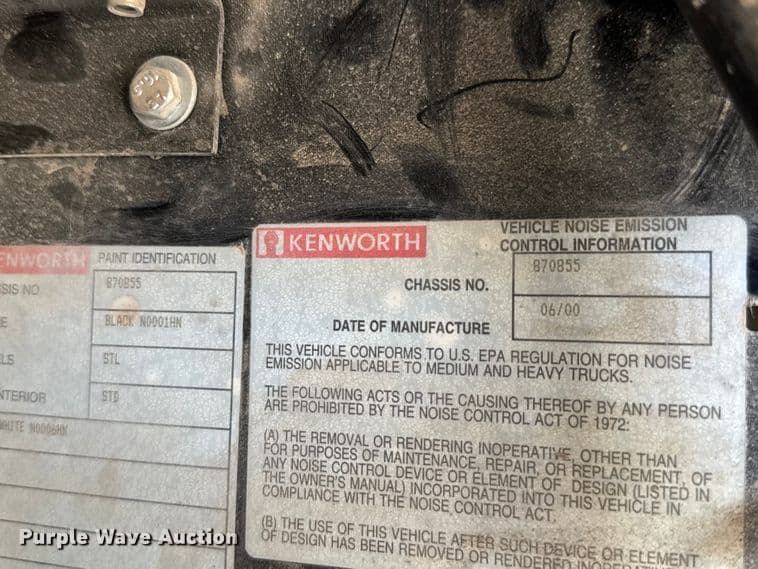 KENWORTH
PAINT IDENTIFICATION
SIS NO
870855
E
BLACK N0001HN
LS
STL
NTERIOR
STD
WHITE N0006HN
KENWORTH
VEHICLE NOISE EMISSION
CONTROL INFORMATION
CHASSIS NO.
870855
DATE OF MANUFACTURE
06/00
THIS VEHICLE CONFORMS TO U.S. EPA REGULATION FOR NOISE
EMISSION APPLICABLE TO MEDIUM AND HEAVY TRUCKS.
THE FOLLOWING ACTS OR THE CAUSING THEREOF BY ANY PERSON
ARE PROHIBITED BY THE NOISE CONTROL ACT OF 1972:
(A) THE REMOVAL OR RENDERING INOPERATIVE, OTHER THAN
FOR PURPOSES OF MAINTENANCE, REPAIR, OR REPLACEMENT, OF
ANY NOISE CONTROL DEVICE OR ELEMENT OF DESIGN (LISTED IN
THE OWNER'S MANUAL) INCORPORATED INTO THIS VEHICLE IN
COMPLIANCE WITH THE NOISE CONTROL ACT.
(B) THE USE OF THIS VEHICLE AFTER SUCH DEVICE OR ELEMENT
OF DESIGN HAS BEEN REMOVED OR RENDERED
Purple Wave Auction